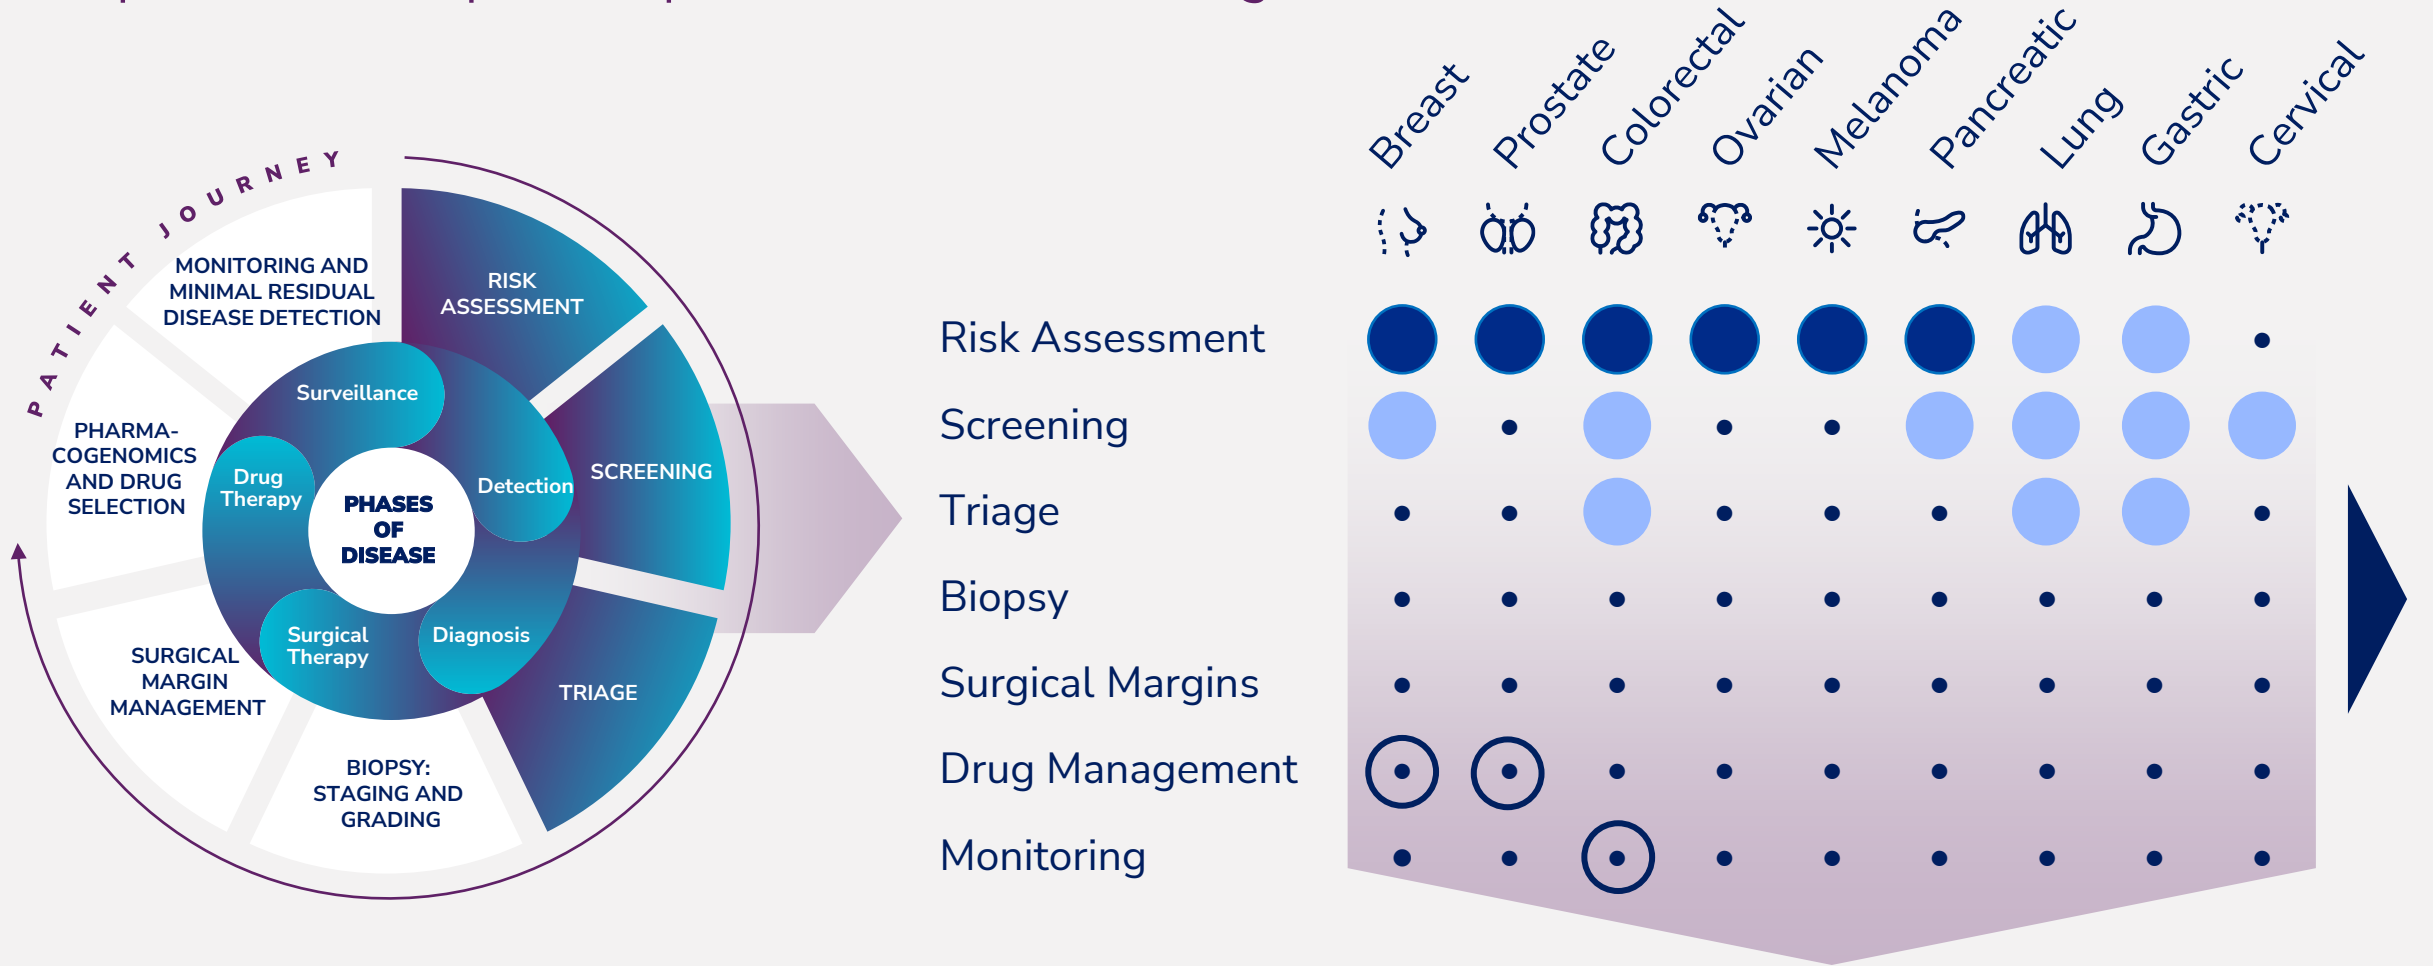 PATIENT JOURNEY
MONITORING AND
MINIMAL RESIDUAL
DISEASE DETECTION
RISK
ASSESSMENT
SCREENING
TRIAGE
BIOPSY:
STAGING AND
GRADING
SURGICAL
MARGIN
MANAGEMENT
PHARMA-
COGENOMICS
AND DRUG
SELECTION
Surveillance
Detection
Diagnosis
Surgical
Therapy
Drug
Therapy
PHASES
OF
DISEASE
Breast
Prostate
Colorectal
Ovarian
Melanoma
Pancreatic
Lung
Gastric
Cervical
Risk Assessment
Screening
Triage
Biopsy
Surgical Margins
Drug Management
Monitoring